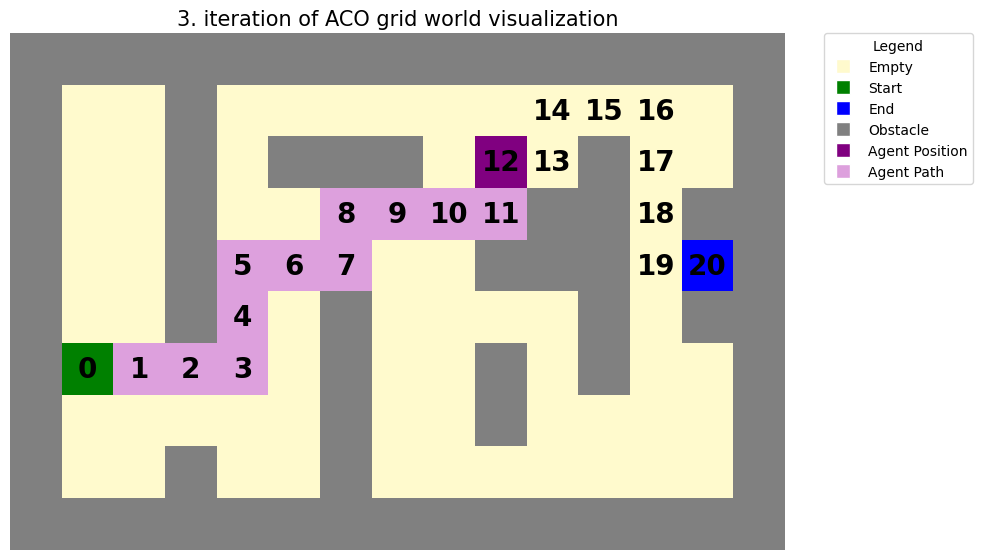 3. iteration of ACO grid world visualization
Legend
Empty
Start
End
Obstacle
Agent Position
Agent Path
14 15 16
12 13 17
8 9 10 11 18
5 6 7 19 20
4
0 1 2 3